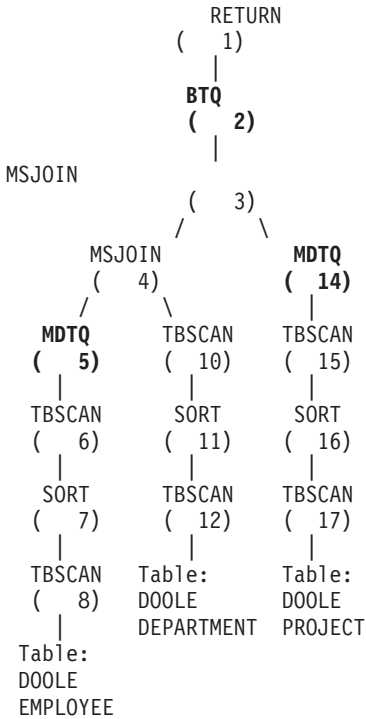 RETURN
( 1)
|
BTQ
( 2)
|
MSJOIN
( 3)
/ \
MSJOIN MDTQ
( 4) ( 14)
/ \ |
MDTQ TBSCAN TBSCAN
( 5) ( 10) ( 15)
| | |
TBSCAN SORT SORT
( 6) ( 11) ( 16)
| | |
SORT TBSCAN TBSCAN
( 7) ( 12) ( 17)
| | |
TBSCAN Table: Table:
( 8) DOOLE DOOLE
| DEPARTMENT PROJECT
Table:
DOOLE
EMPLOYEE